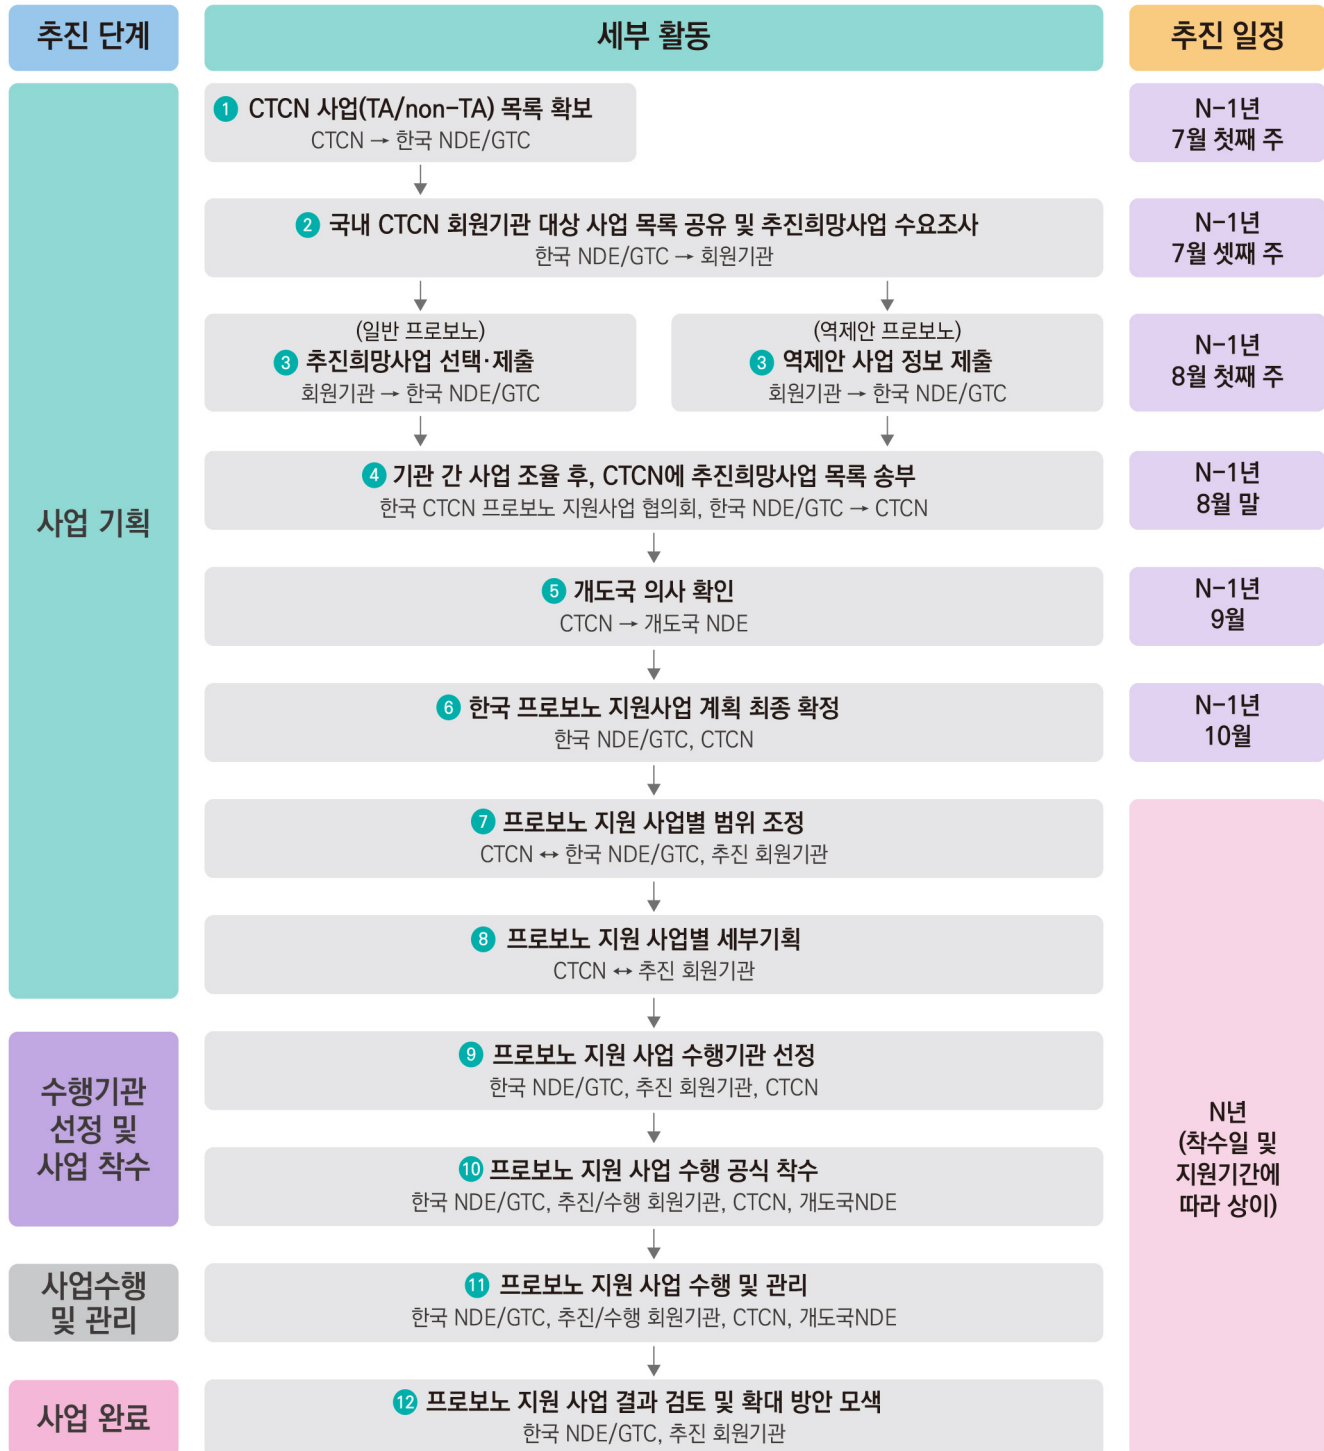 추진 단계
세부 활동
추진 일정
사업 기획
1 CTCN 사업(TA/non-TA) 목록 확보
CTCN → 한국 NDE/GTC
N-1년
7월 첫째 주
2 국내 CTCN 회원기관 대상 사업 목록 공유 및 추진희망사업 수요조사
한국 NDE/GTC → 회원기관
N-1년
7월 셋째 주
(일반 프로보노)
3 추진희망사업 선택·제출
회원기관 → 한국 NDE/GTC
(역제안 프로보노)
3 역제안 사업 정보 제출
회원기관 → 한국 NDE/GTC
N-1년
8월 첫째 주
4 기관 간 사업 조율 후, CTCN에 추진희망사업 목록 송부
한국 CTCN 프로보노 지원사업 협의회, 한국 NDE/GTC → CTCN
N-1년
8월 말
5 개도국 의사 확인
CTCN → 개도국 NDE
N-1년
9월
6 한국 프로보노 지원사업 계획 최종 확정
한국 NDE/GTC, CTCN
N-1년
10월
7 프로보노 지원 사업별 범위 조정
CTCN ↔ 한국 NDE/GTC, 추진 회원기관
8 프로보노 지원 사업별 세부기획
CTCN ↔ 추진 회원기관
수행기관
선정 및
사업 착수
9 프로보노 지원 사업 수행기관 선정
한국 NDE/GTC, 추진 회원기관, CTCN
10 프로보노 지원 사업 수행 공식 착수
한국 NDE/GTC, 추진/수행 회원기관, CTCN, 개도국NDE
N년
(착수일 및
지원기간에
따라 상이)
사업수행
및 관리
11 프로보노 지원 사업 수행 및 관리
한국 NDE/GTC, 추진/수행 회원기관, CTCN, 개도국NDE
사업 완료
12 프로보노 지원 사업 결과 검토 및 확대 방안 모색
한국 NDE/GTC, 추진 회원기관